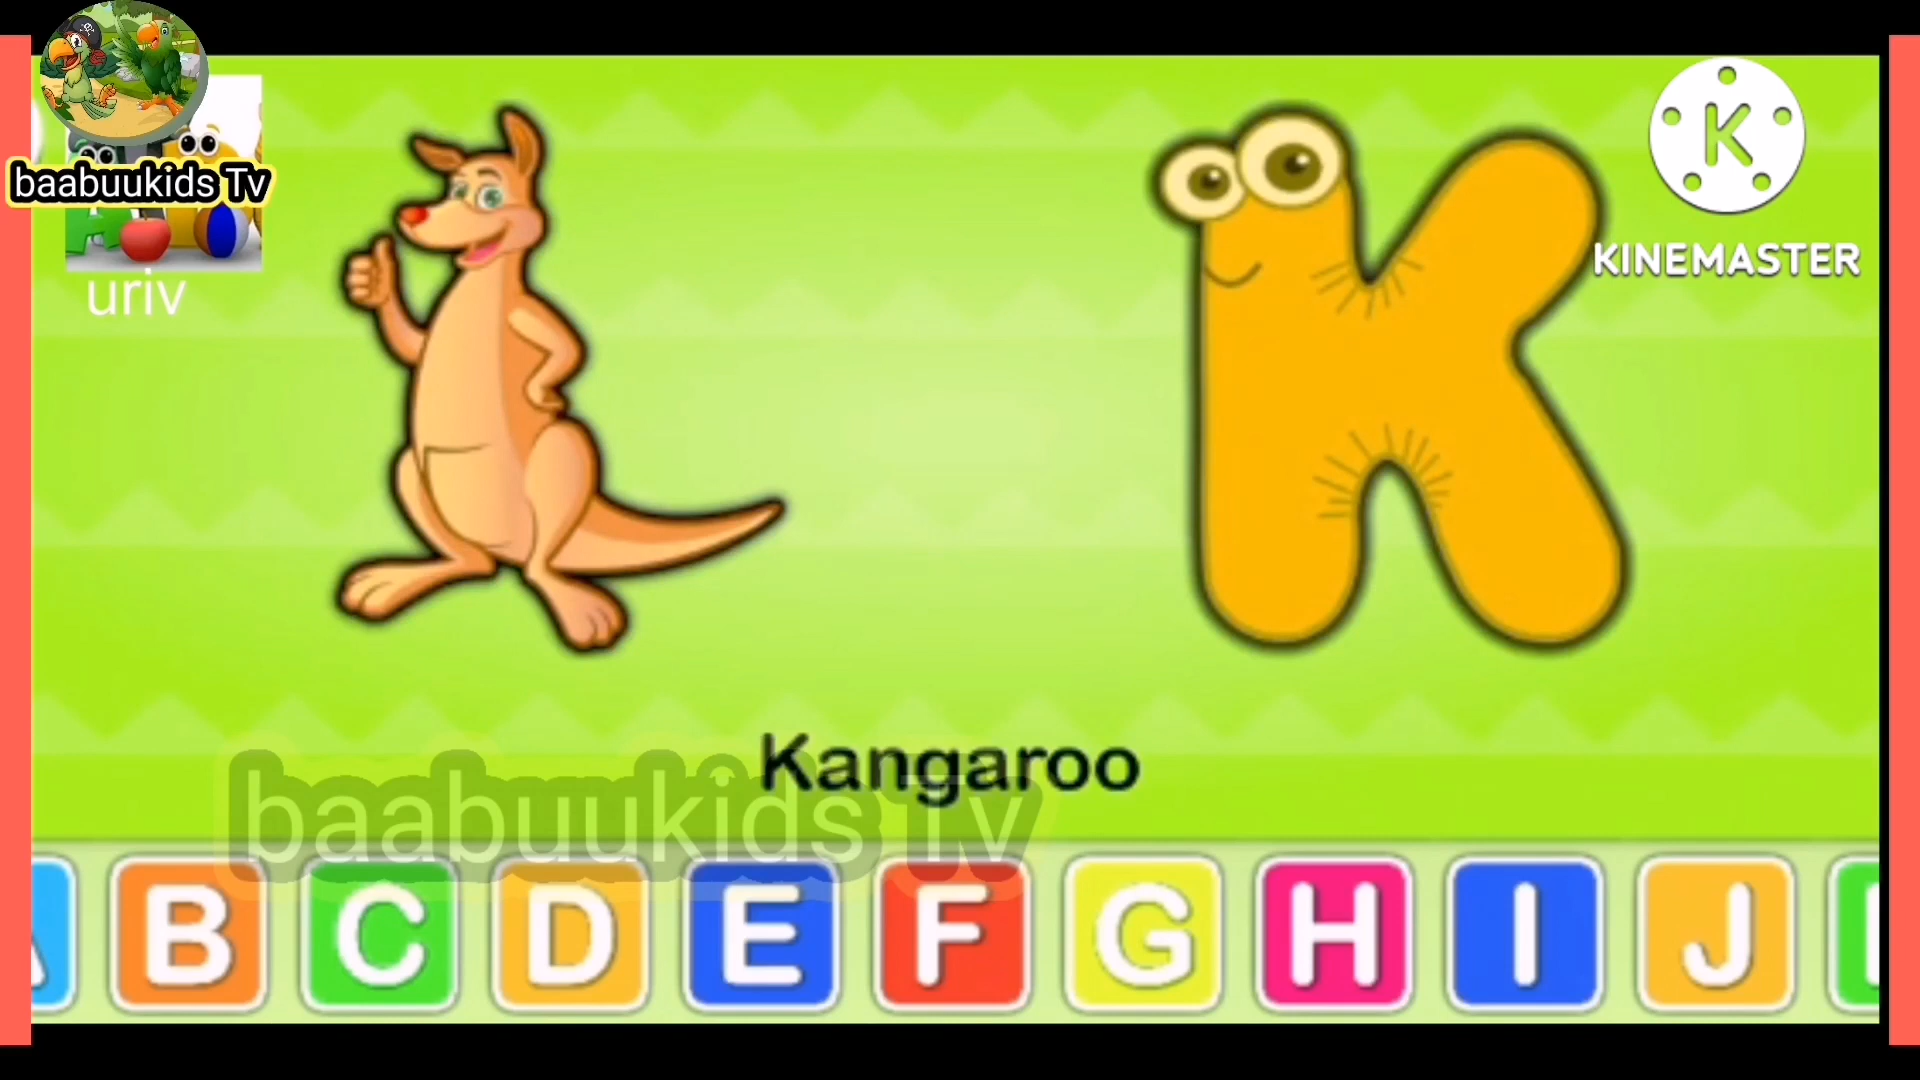 baabuukids Tv
uriv
K
KINEMASTER
K
Kangaroo
baabuukids Tv
B C D E F G H I J